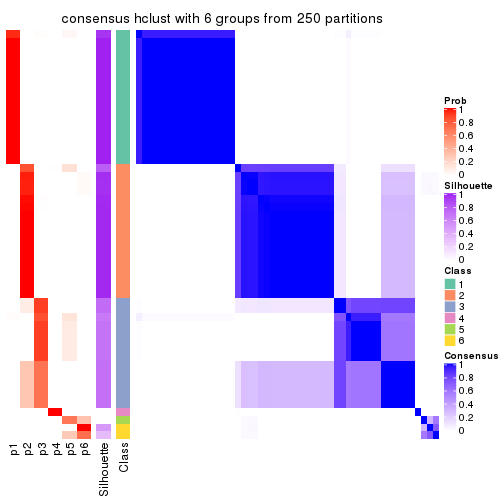 consensus hclust with 6 groups from 250 partitions
Prob
1
0.8
0.6
0.4
0.2
0
Silhouette
1
0.8
0.6
0.4
0.2
0
Class
1
2
3
4
5
6
Consensus
1
0.8
0.6
0.4
0.2
0
p1
p2
p3
p4
p5
p6
Silhouette
Class